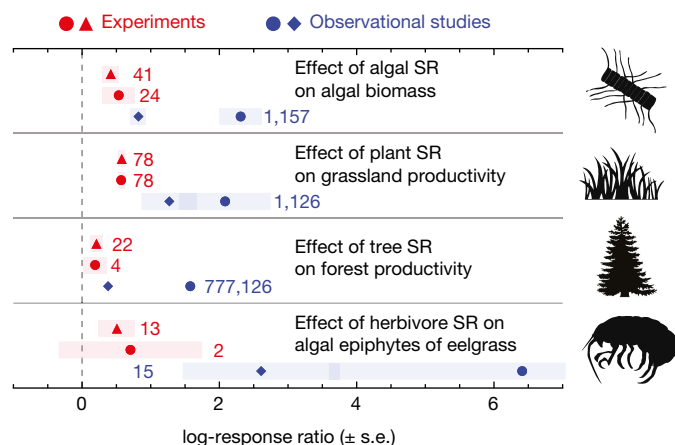 Experiments
Observational studies
Effect of algal SR
on algal biomass
41
24
1,157
Effect of plant SR
on grassland productivity
78
78
1,126
Effect of tree SR
on forest productivity
22
4
777,126
Effect of herbivore SR on
algal epiphytes of eelgrass
13
2
15
0 2 4 6
log-response ratio (± s.e.)